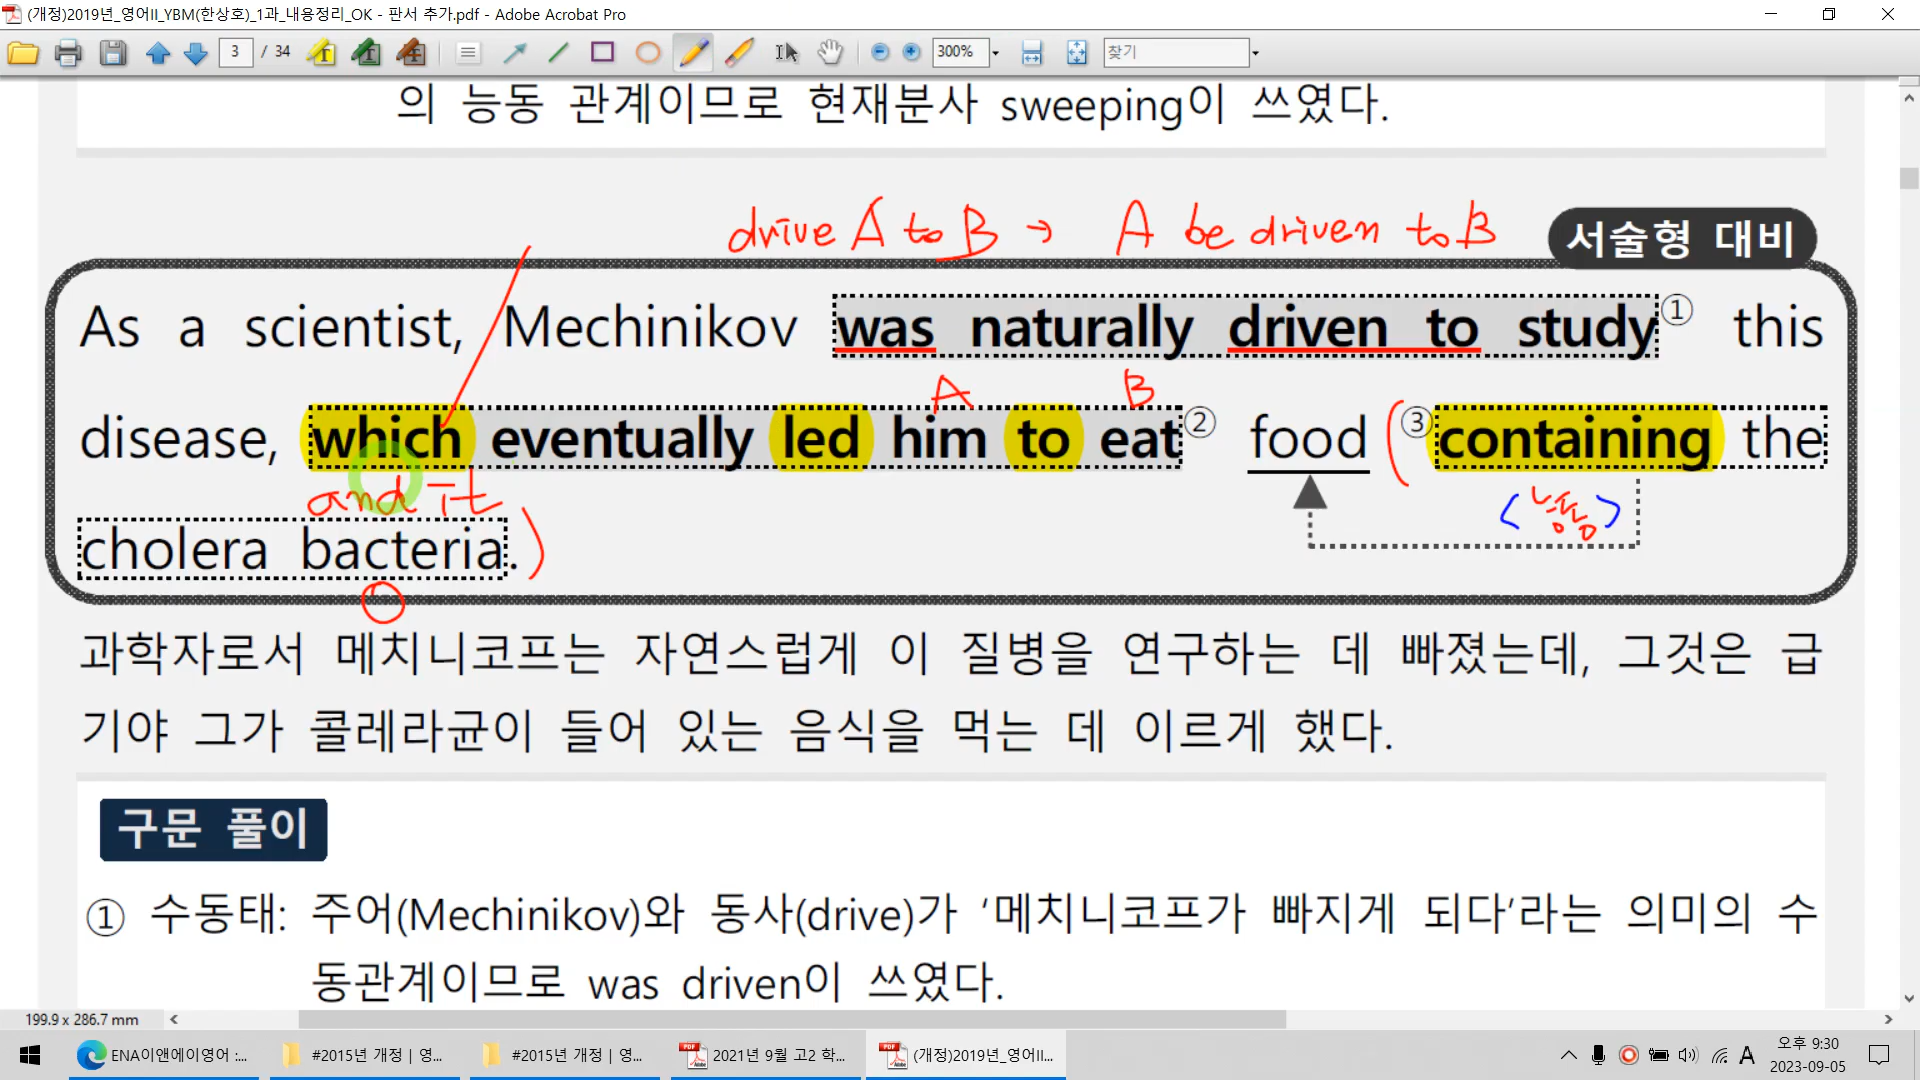 (개정)2019년_영어II_YBM(한상호)_1과_내용정리_OK - 판서 추가.pdf - Adobe Acrobat Pro
3 / 34 300% 찾기
의 능동 관계이므로 현재분사 sweeping이 쓰였다.
drive A to B → A be driven to B
서술형 대비
As a scientist, Mechinikov was naturally driven to study① this
A B
disease, which eventually led him to eat② food (③containing the
and it <능동>
cholera bacteria.)
과학자로서 메치니코프는 자연스럽게 이 질병을 연구하는 데 빠졌는데, 그것은 급
기야 그가 콜레라균이 들어 있는 음식을 먹는 데 이르게 했다.
구문 풀이
① 수동태: 주어(Mechinikov)와 동사(drive)가 ‘메치니코프가 빠지게 되다’라는 의미의 수
동관계이므로 was driven이 쓰였다.
199.9 x 286.7 mm
ENA이앤에이영어 :...
#2015년 개정 | 영...
#2015년 개정 | 영...
2021년 9월 고2 학...
(개정)2019년_영어II...
A
오후 9:30
2023-09-05